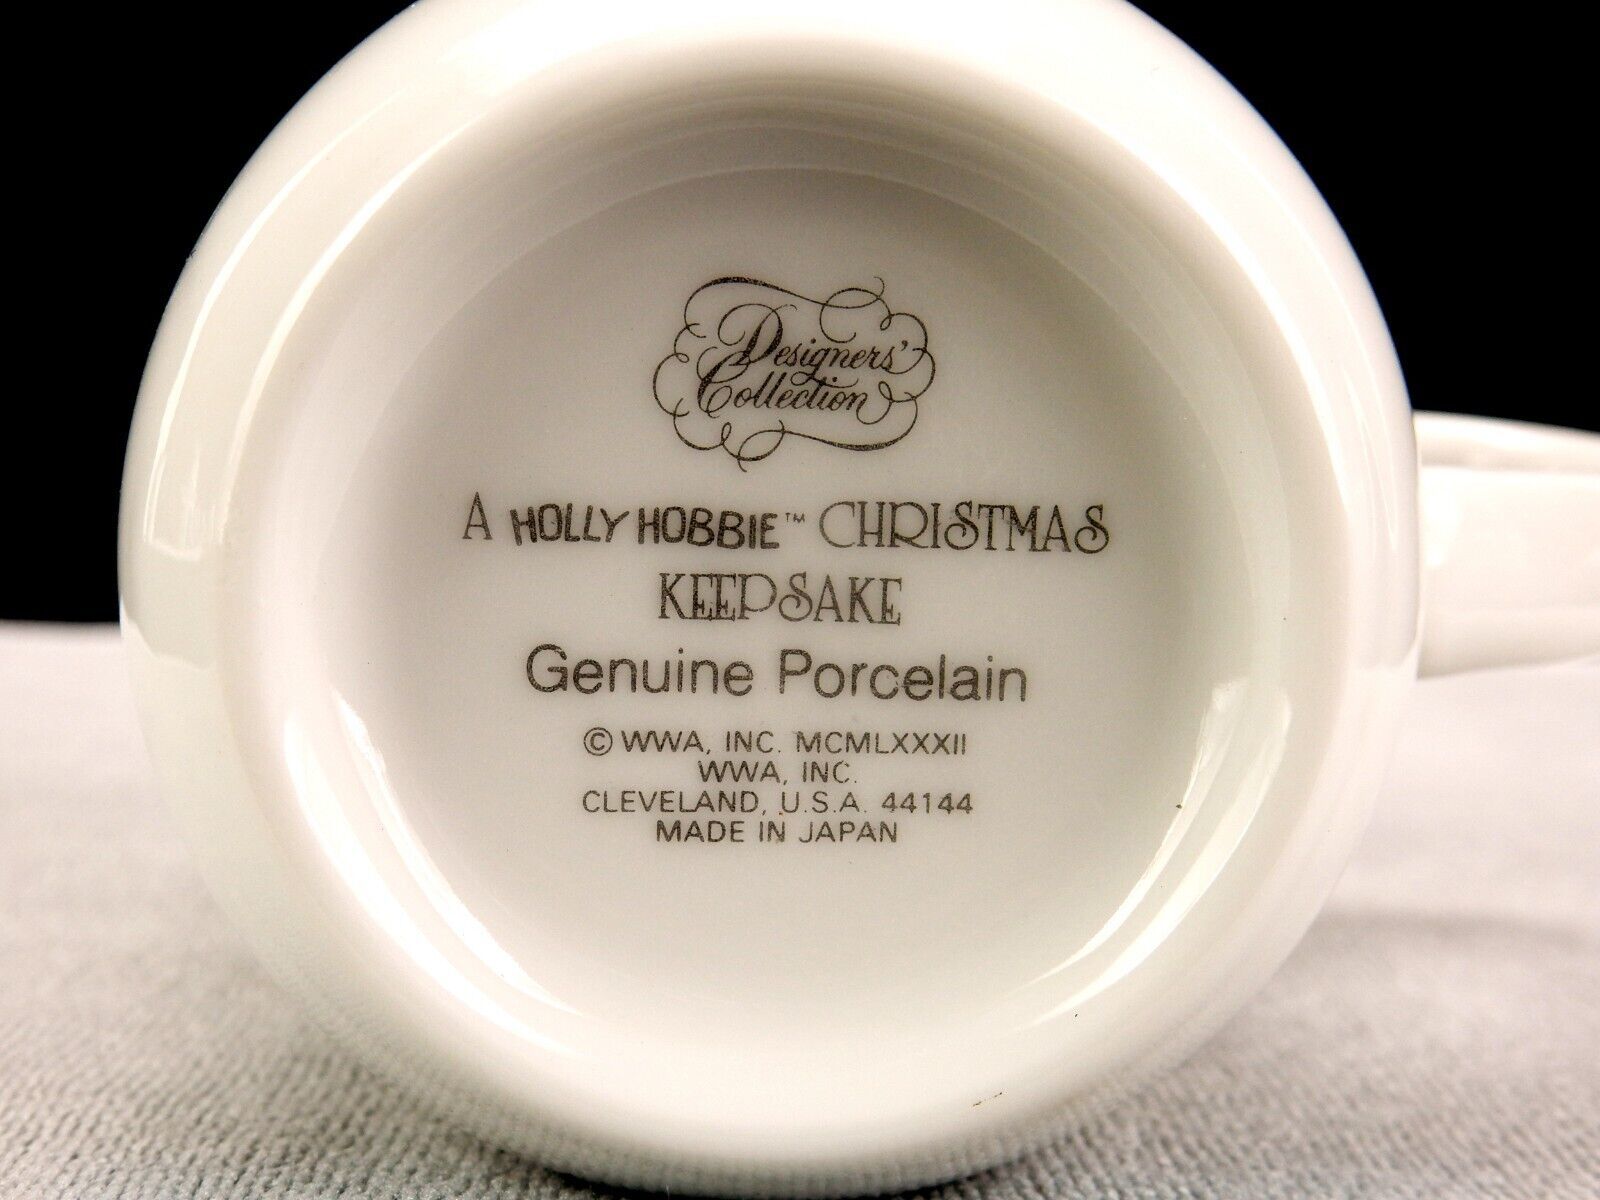 Designers'
Collection
A HOLLY HOBBIE™ CHRISTMAS
KEEPSAKE
Genuine Porcelain
© WWA, INC. MCMLXXXII
WWA, INC.
CLEVELAND, U.S.A. 44144
MADE IN JAPAN